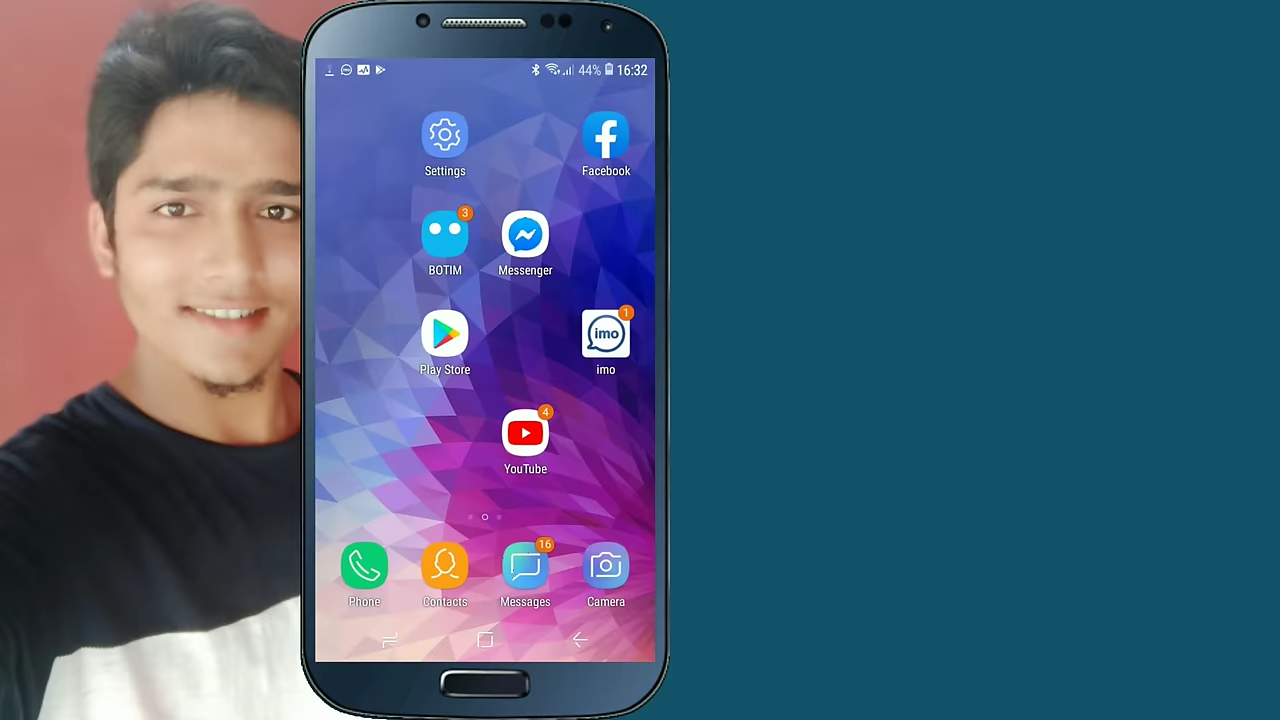 44% 16:32
Settings
Facebook
3
BOTIM
Messenger
1
imo
Play Store
imo
4
YouTube
16
Phone
Contacts
Messages
Camera